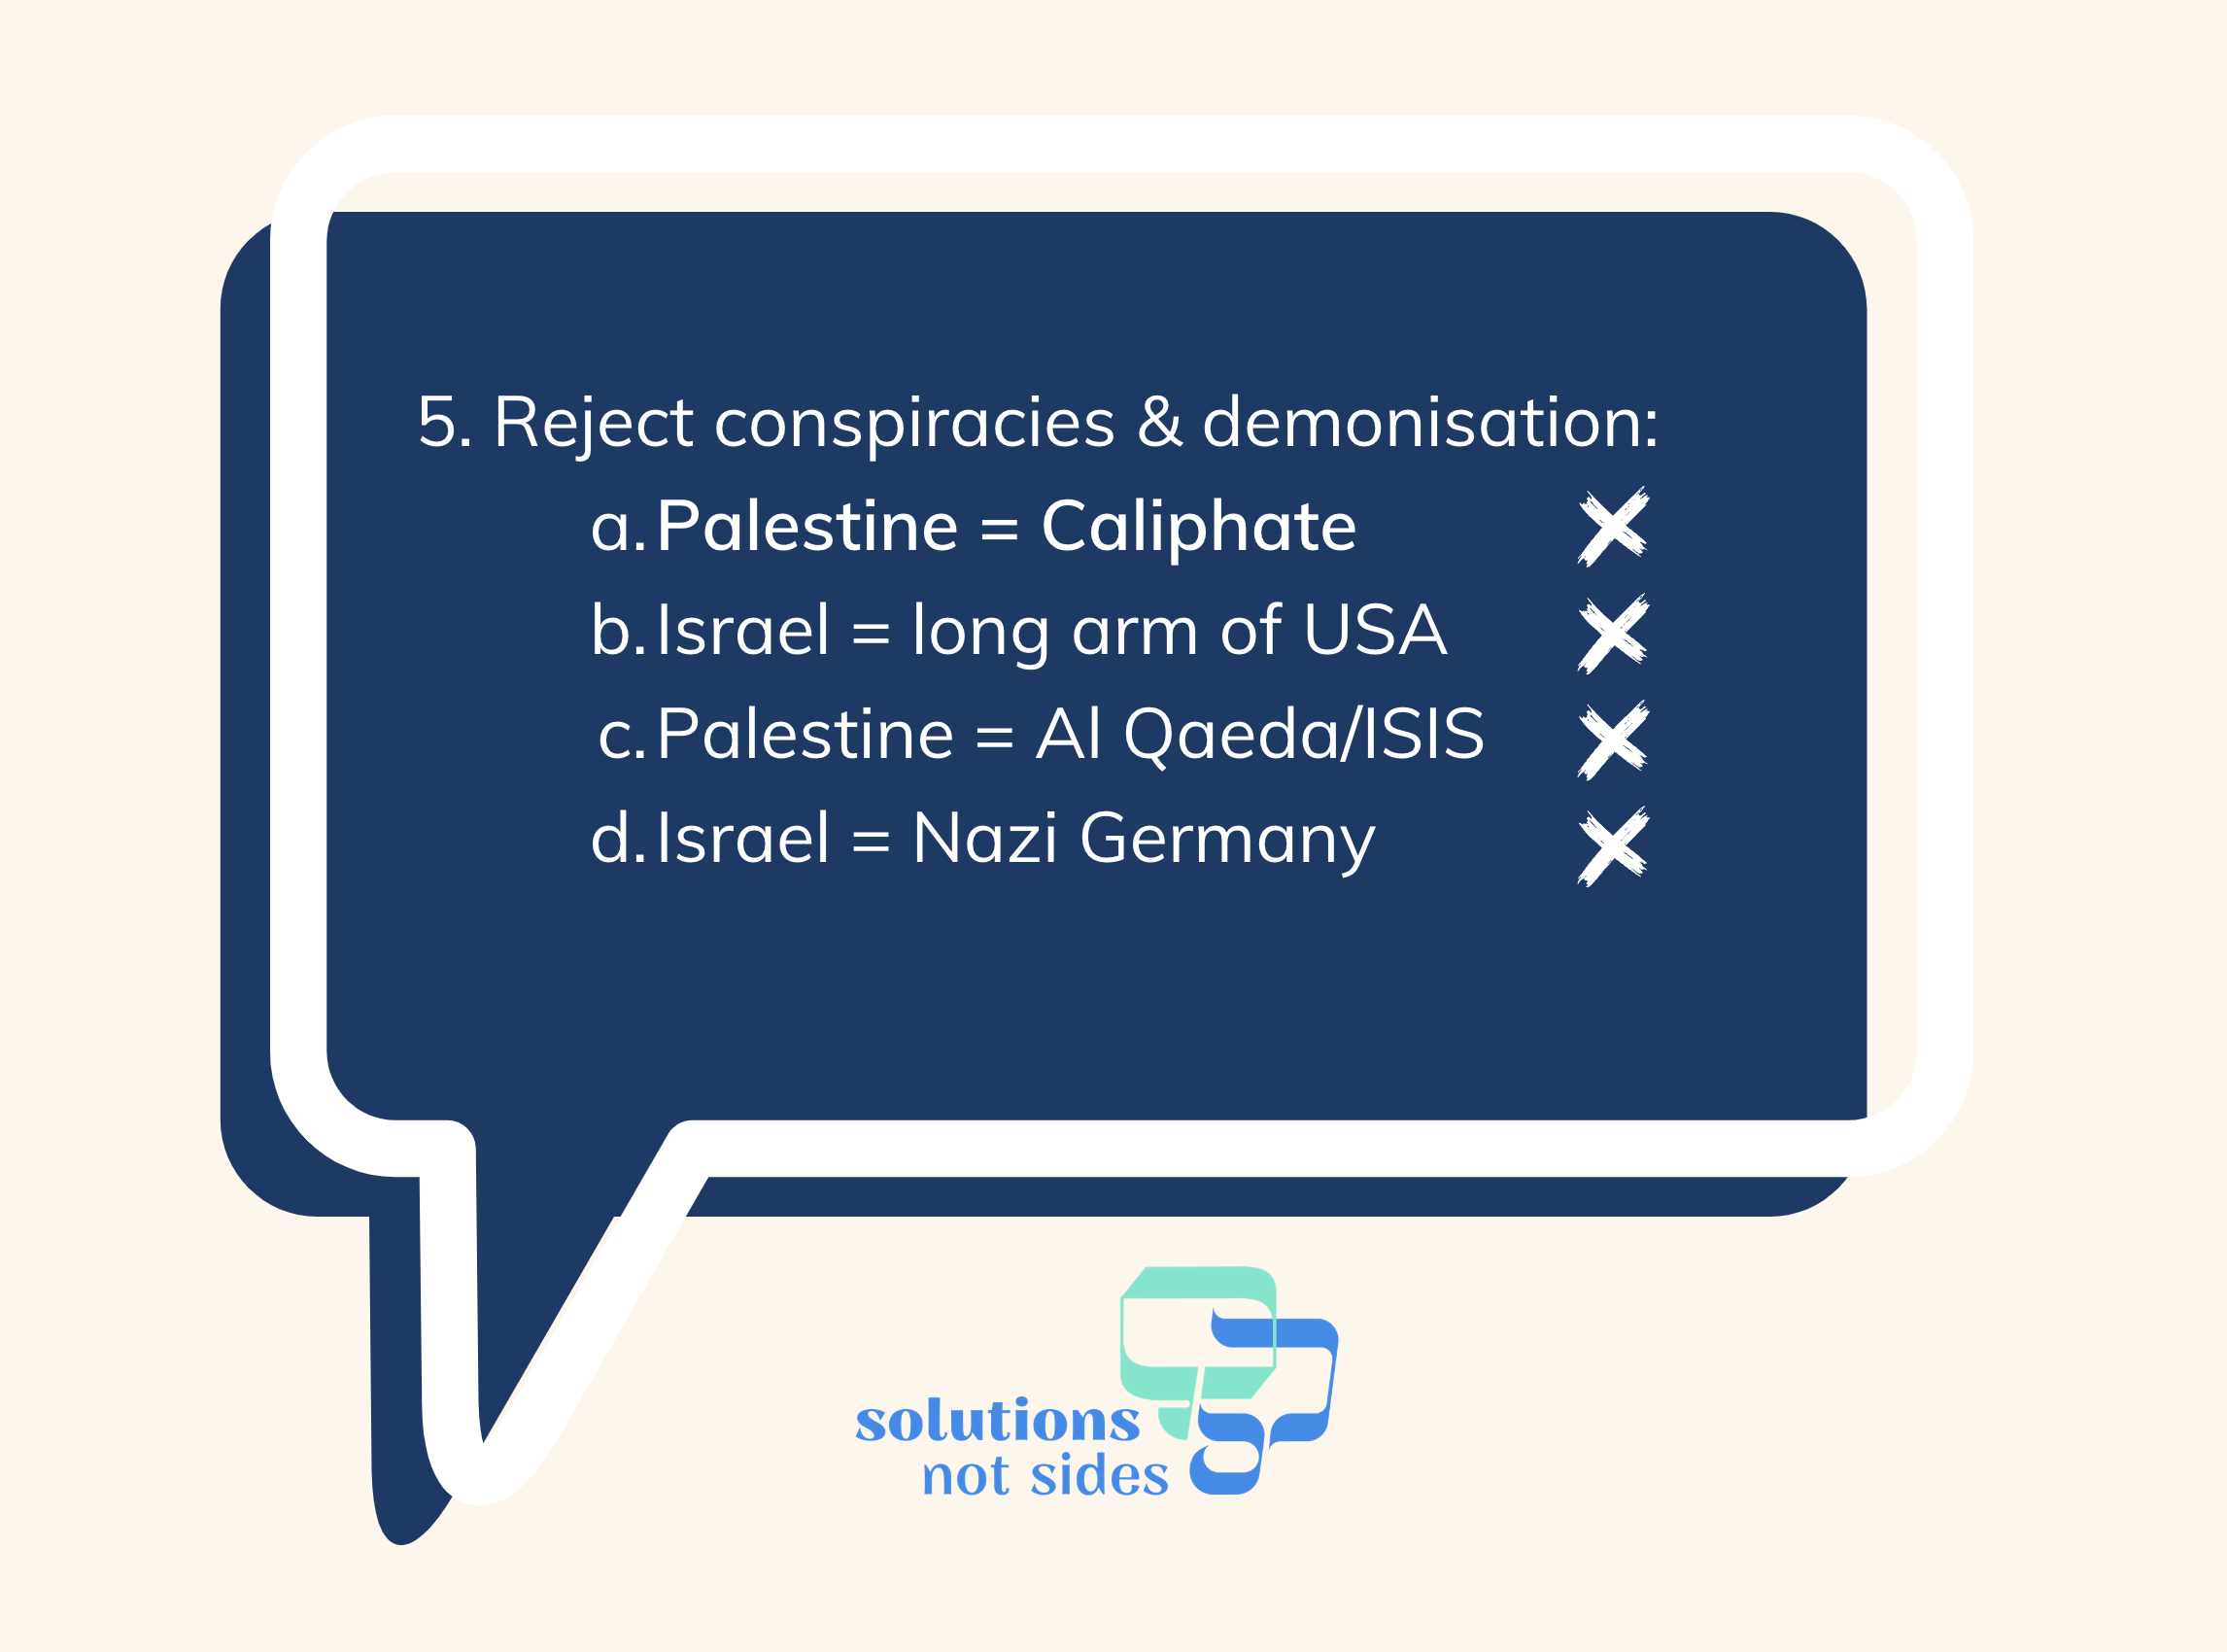 5. Reject conspiracies & demonisation:
a. Palestine = Caliphate
b. Israel = long arm of USA
c. Palestine = Al Qaeda/ISIS
d. Israel = Nazi Germany
solutions
not sides